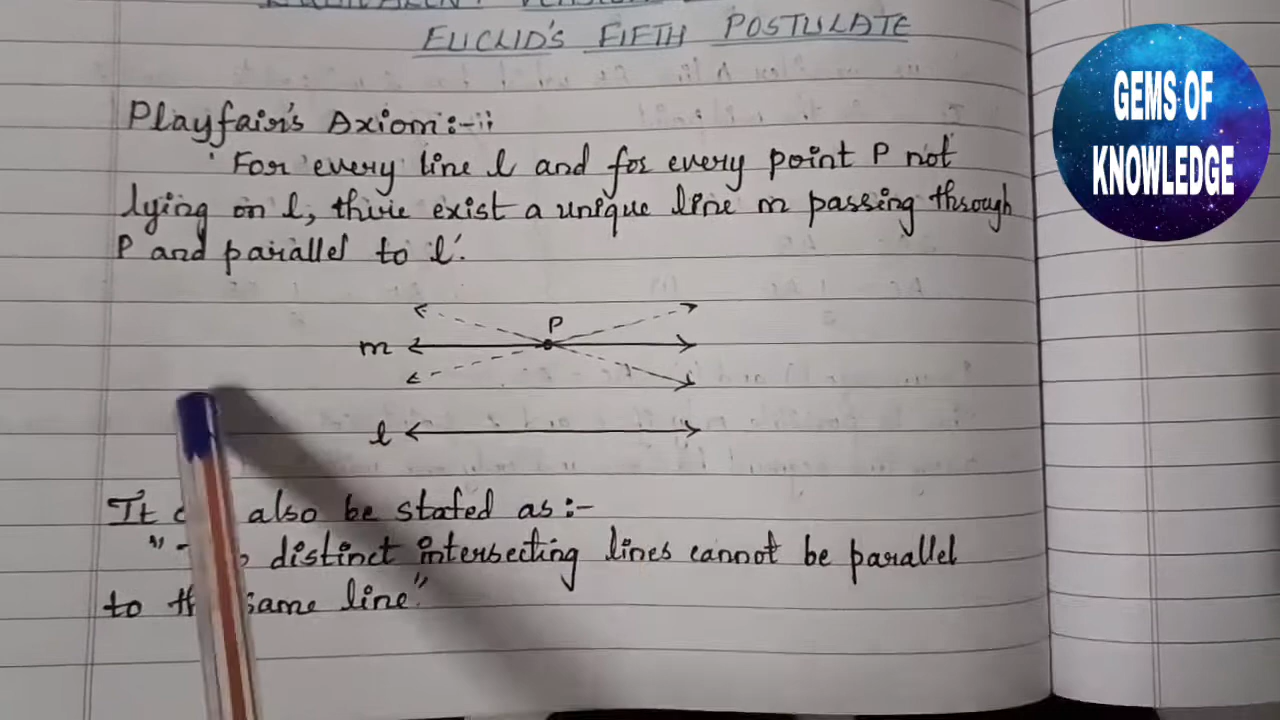 EUCLID'S FIFTH POSTULATE
Playfair's Axiom:-
'For every line l and for every point P not
lying on l, there exist a unique line m passing through
P and parallel to l'.
P
m
l
It also be stated as:-
" distinct intersecting lines cannot be parallel
to same line"
GEMS OF
KNOWLEDGE